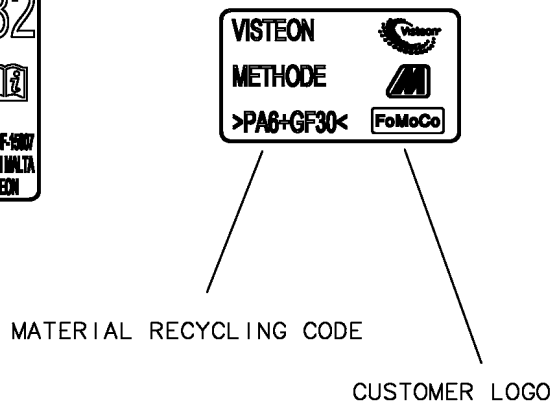 32
i
F-15007
MALTA
EON
VISTEON Visteon
METHODE
>PA6+GF30< FoMoCo
MATERIAL RECYCLING CODE
CUSTOMER LOGO